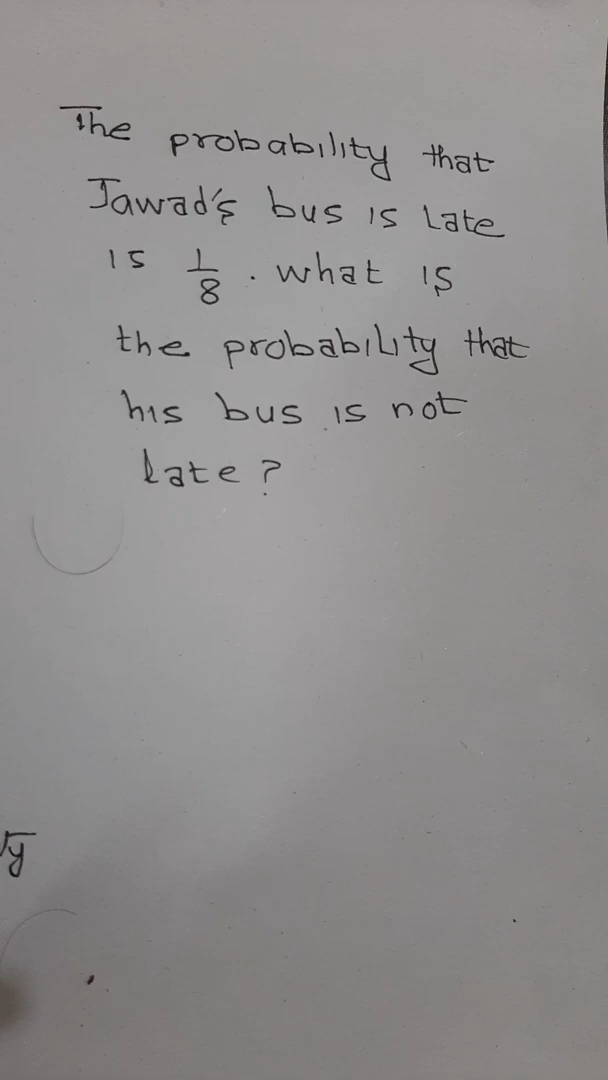 The probability that
Jawad's bus is late
is 1/8. what is
the probability that
his bus is not
late?